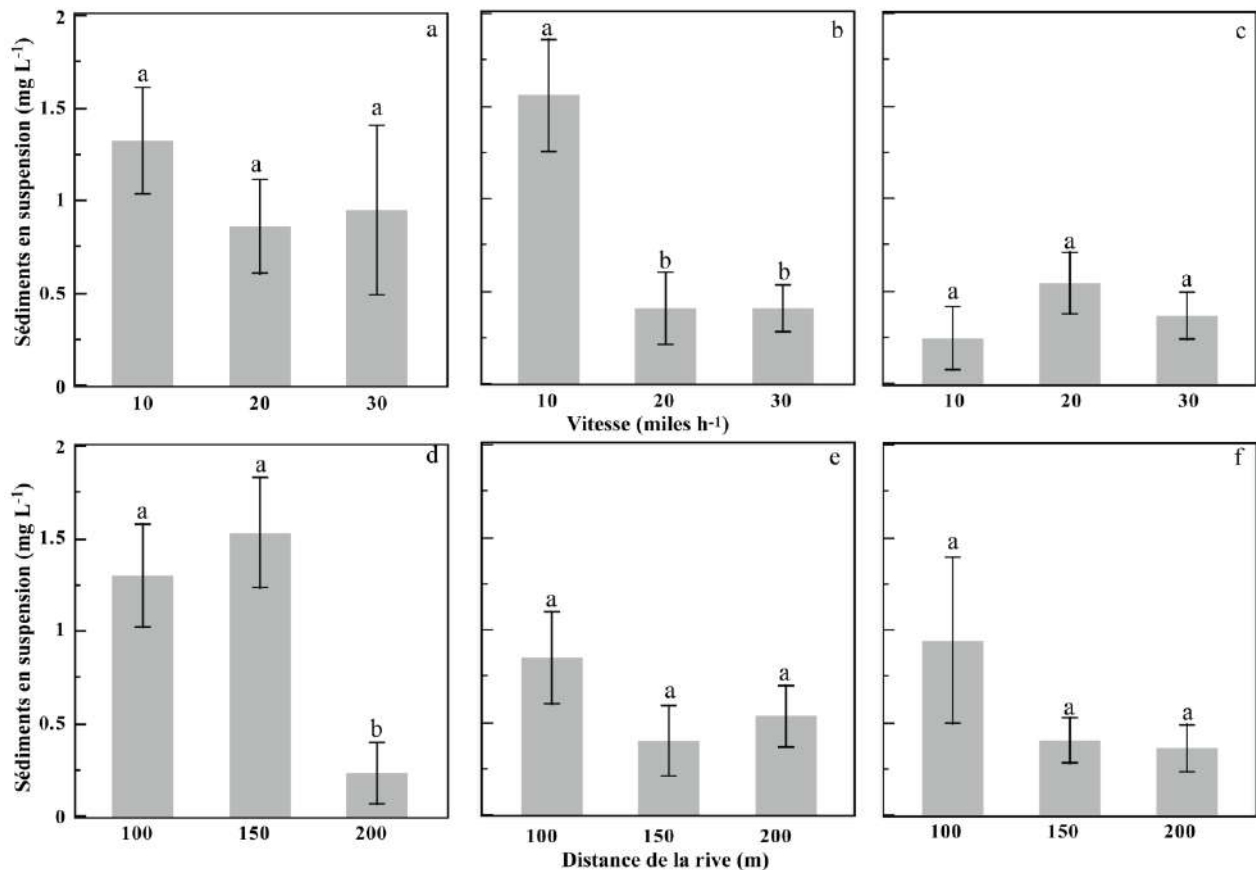 2
a
b
c
a
a
a
a
b
b
a
a
a
1.5
1
0.5
0
Sédiments en suspension (mg L⁻¹)
10
20
30
10
20
30
10
20
30
Vitesse (miles h⁻¹)
2
d
e
f
a
a
b
a
a
a
a
a
a
1.5
1
0.5
0
Sédiments en suspension (mg L⁻¹)
100
150
200
100
150
200
100
150
200
Distance de la rive (m)